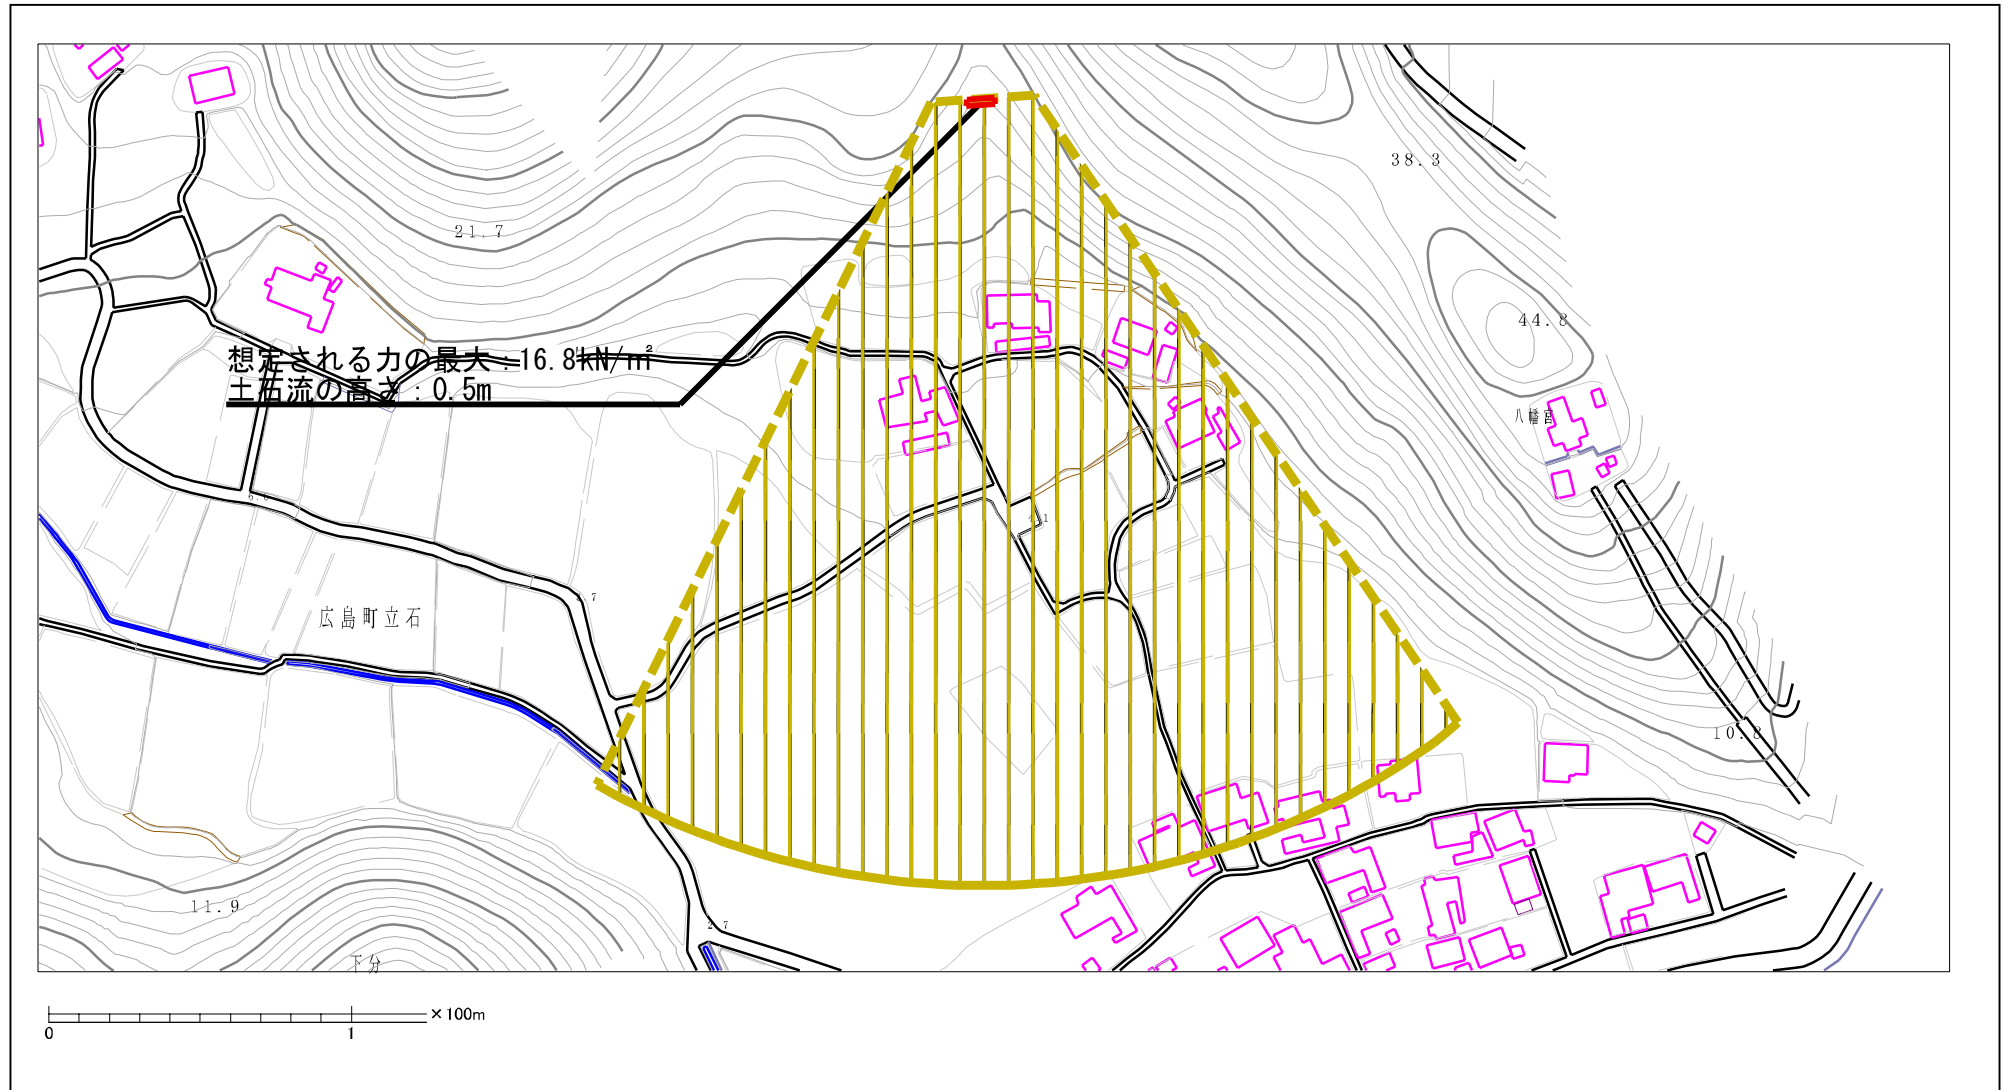 38.3
21.7
44.8
想定される力の最大:16.8kN/㎡
土石流の高さ:0.5m
八幡宮
広島町立石
10.8
11.9
2.7
下分
×100m
0 1